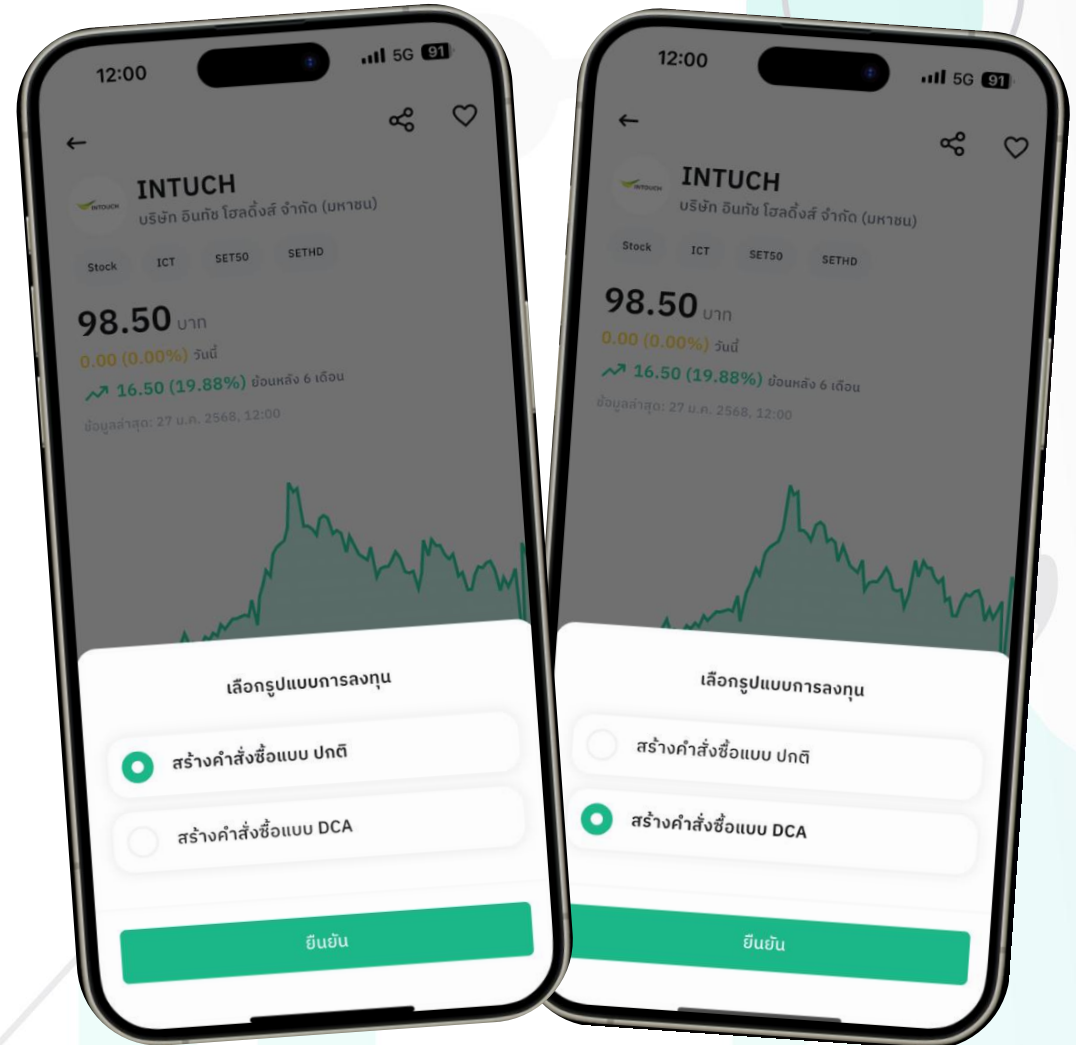 12:00
5G 91
INTOUCH
INTUCH
บริษัท อินทัช โฮลดิ้งส์ จำกัด (มหาชน)
Stock ICT SET50 SETHD
98.50 บาท
0.00 (0.00%) วันนี้
16.50 (19.88%) ย้อนหลัง 6 เดือน
ข้อมูลล่าสุด: 27 ม.ค. 2568, 12:00
เลือกรูปแบบการลงทุน
สร้างคำสั่งซื้อแบบ ปกติ
สร้างคำสั่งซื้อแบบ DCA
ยืนยัน
12:00
5G 91
INTOUCH
INTUCH
บริษัท อินทัช โฮลดิ้งส์ จำกัด (มหาชน)
Stock ICT SET50 SETHD
98.50 บาท
0.00 (0.00%) วันนี้
16.50 (19.88%) ย้อนหลัง 6 เดือน
ข้อมูลล่าสุด: 27 ม.ค. 2568, 12:00
เลือกรูปแบบการลงทุน
สร้างคำสั่งซื้อแบบ ปกติ
สร้างคำสั่งซื้อแบบ DCA
ยืนยัน